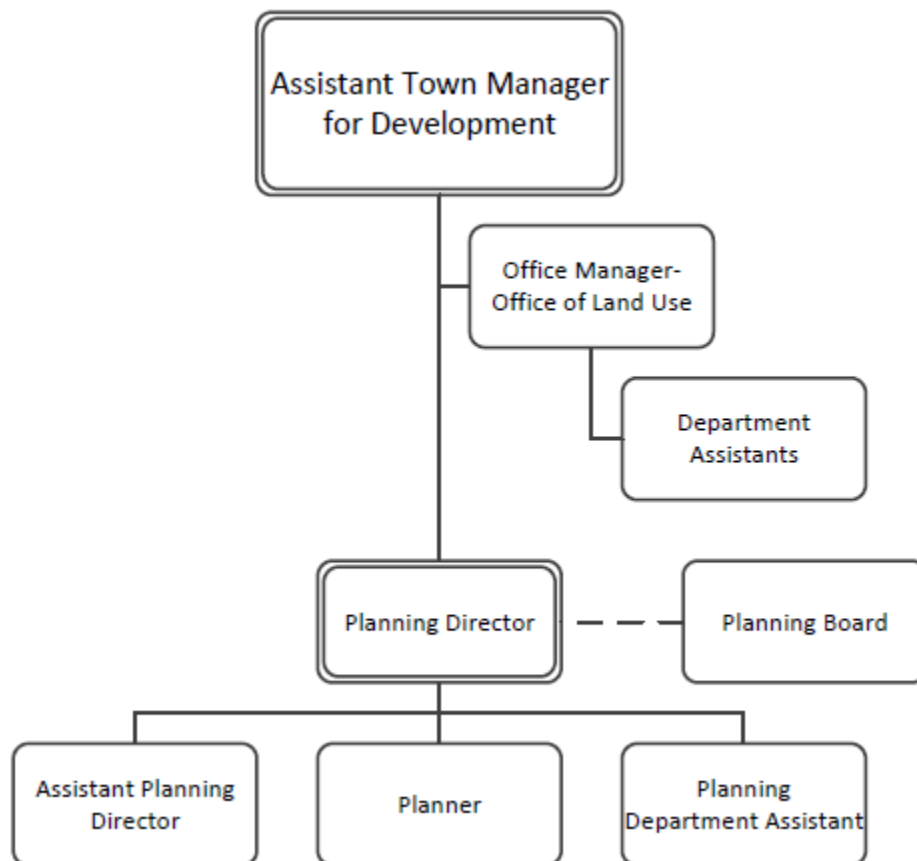 Assistant Town Manager
for Development
Office Manager-
Office of Land Use
Department
Assistants
Planning Director
Planning Board
Assistant Planning
Director
Planner
Planning
Department Assistant